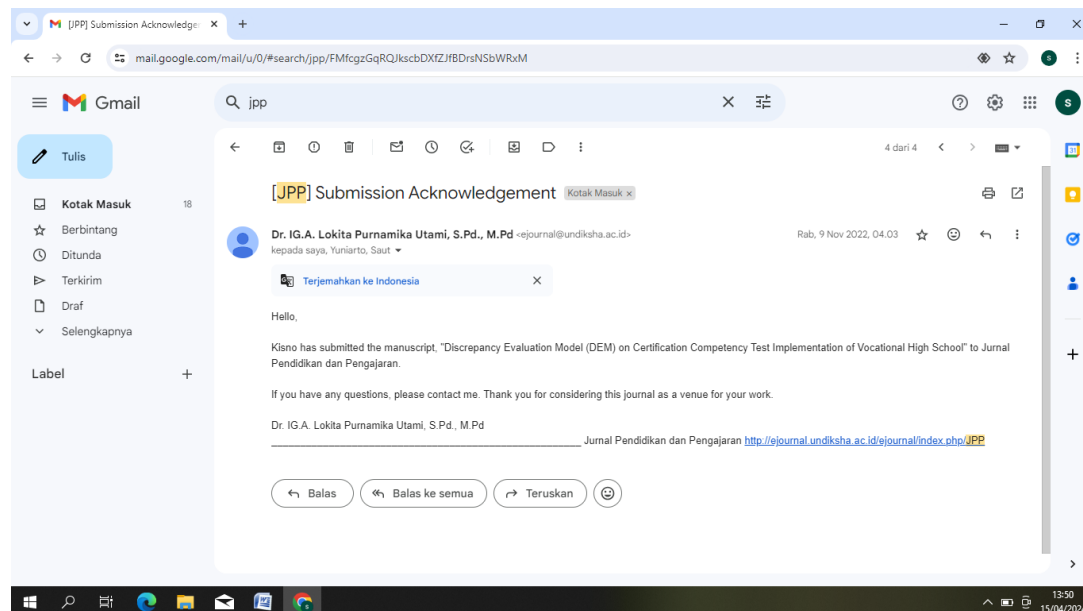 [JPP] Submission Acknowledge
mail.google.com/mail/u/0/#search/jpp/FMfcgzGqRQJkscbDXfZJfBDrsNSbWRxM
Gmail
jpp
Tulis
4 dari 4
[JPP] Submission Acknowledgement
Kotak Masuk x
Kotak Masuk 18
Berbintang
Ditunda
Terkirim
Draf
Selengkapnya
Label
Dr. IG.A. Lokita Purnamika Utami, S.Pd., M.Pd <ejournal@undiksha.ac.id>
Rab, 9 Nov 2022, 04.03
kepada saya, Yuniarto, Saut
Terjemahkan ke Indonesia
Hello,
Kisno has submitted the manuscript, "Discrepancy Evaluation Model (DEM) on Certification Competency Test Implementation of Vocational High School" to Jurnal
Pendidikan dan Pengajaran.
If you have any questions, please contact me. Thank you for considering this journal as a venue for your work.
Dr. IG.A. Lokita Purnamika Utami, S.Pd., M.Pd
________________________________________________ Jurnal Pendidikan dan Pengajaran http://ejournal.undiksha.ac.id/ejournal/index.php/JPP
Balas
Balas ke semua
Teruskan
S
S
31
13:50
15/04/202